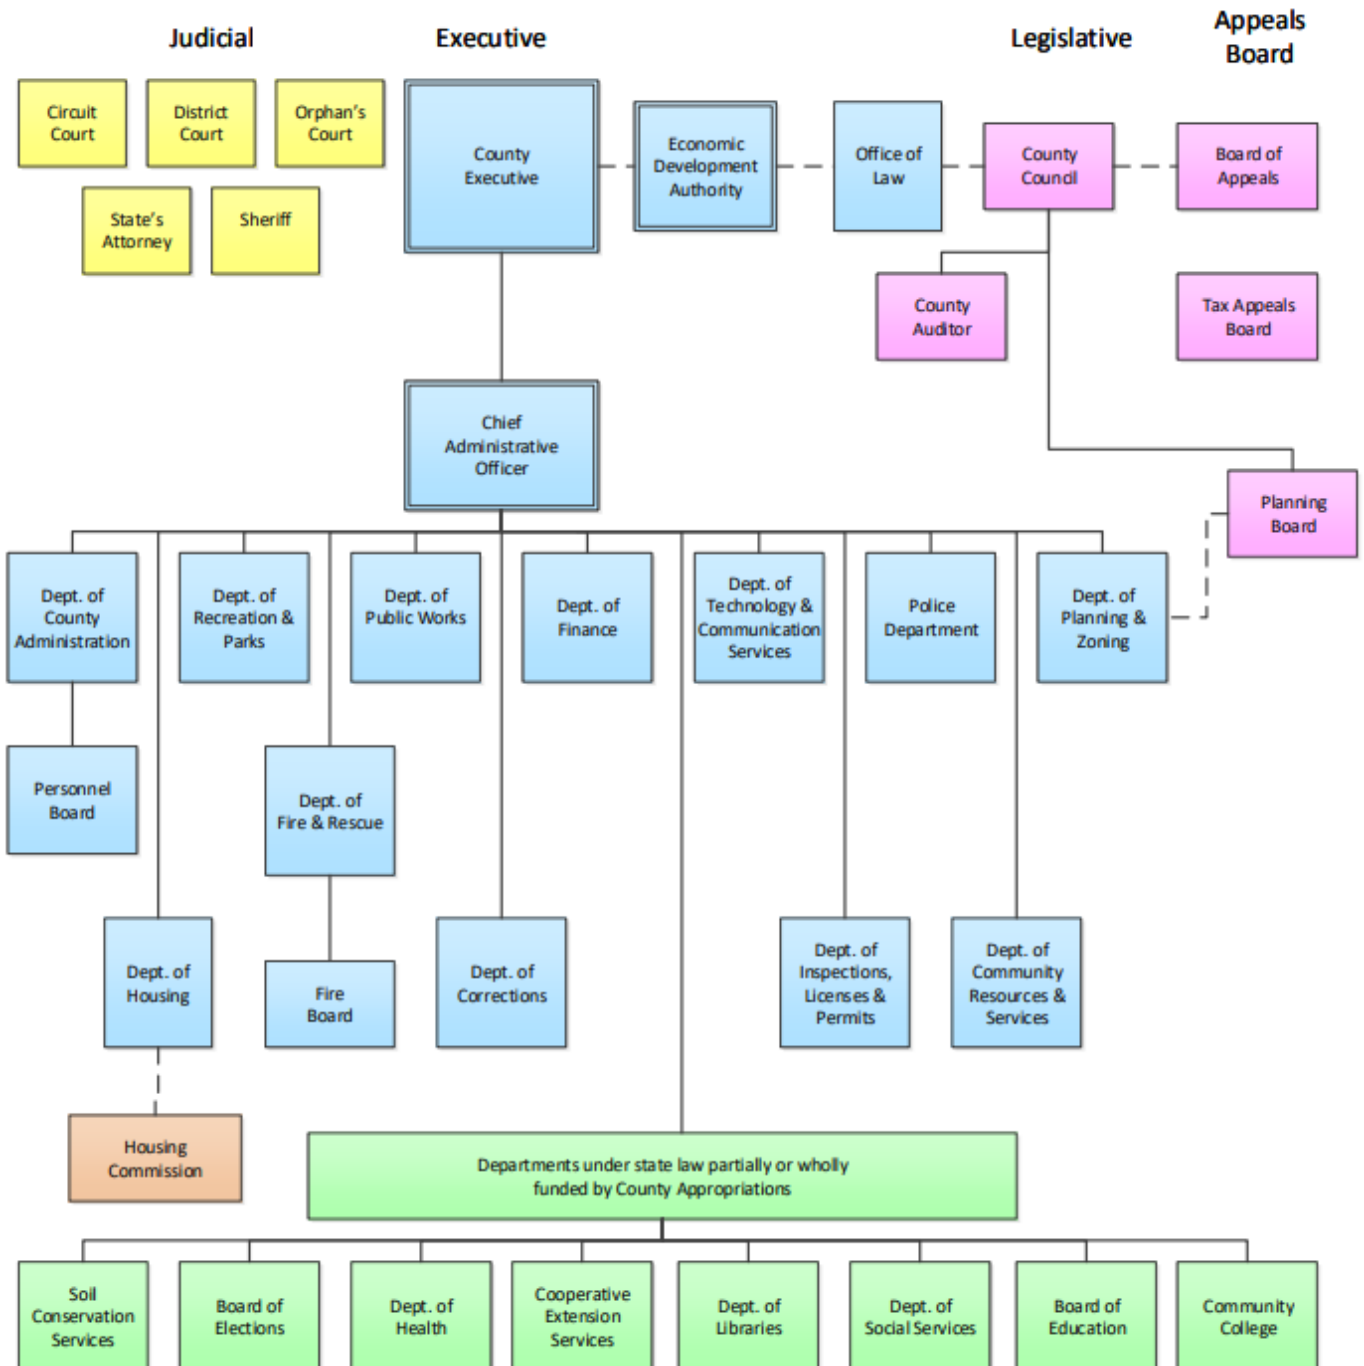 Judicial
Executive
Legislative
Appeals
Board
Circuit
Court
District
Court
Orphan's
Court
State's
Attorney
Sheriff
County
Executive
Economic
Development
Authority
Office of
Law
County
Council
Board of
Appeals
County
Auditor
Tax Appeals
Board
Chief
Administrative
Officer
Planning
Board
Dept. of
County
Administration
Dept. of
Recreation &
Parks
Dept. of
Public Works
Dept. of
Finance
Dept. of
Technology &
Communication
Services
Police
Department
Dept. of
Planning &
Zoning
Personnel
Board
Dept. of
Fire & Rescue
Dept. of
Housing
Fire
Board
Dept. of
Corrections
Dept. of
Inspections,
Licenses &
Permits
Dept. of
Community
Resources &
Services
Housing
Commission
Departments under state law partially or wholly
funded by County Appropriations
Soil
Conservation
Services
Board of
Elections
Dept. of
Health
Cooperative
Extension
Services
Dept. of
Libraries
Dept. of
Social Services
Board of
Education
Community
College